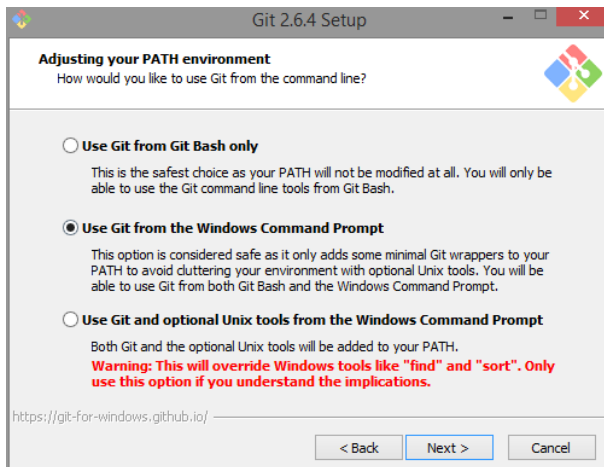 Git 2.6.4 Setup
Adjusting your PATH environment
How would you like to use Git from the command line?
Use Git from Git Bash only
This is the safest choice as your PATH will not be modified at all. You will only be
able to use the Git command line tools from Git Bash.
Use Git from the Windows Command Prompt
This option is considered safe as it only adds some minimal Git wrappers to your
PATH to avoid cluttering your environment with optional Unix tools. You will be
able to use Git from both Git Bash and the Windows Command Prompt.
Use Git and optional Unix tools from the Windows Command Prompt
Both Git and the optional Unix tools will be added to your PATH.
Warning: This will override Windows tools like "find" and "sort". Only
use this option if you understand the implications.
https://git-for-windows.github.io/
< Back Next > Cancel